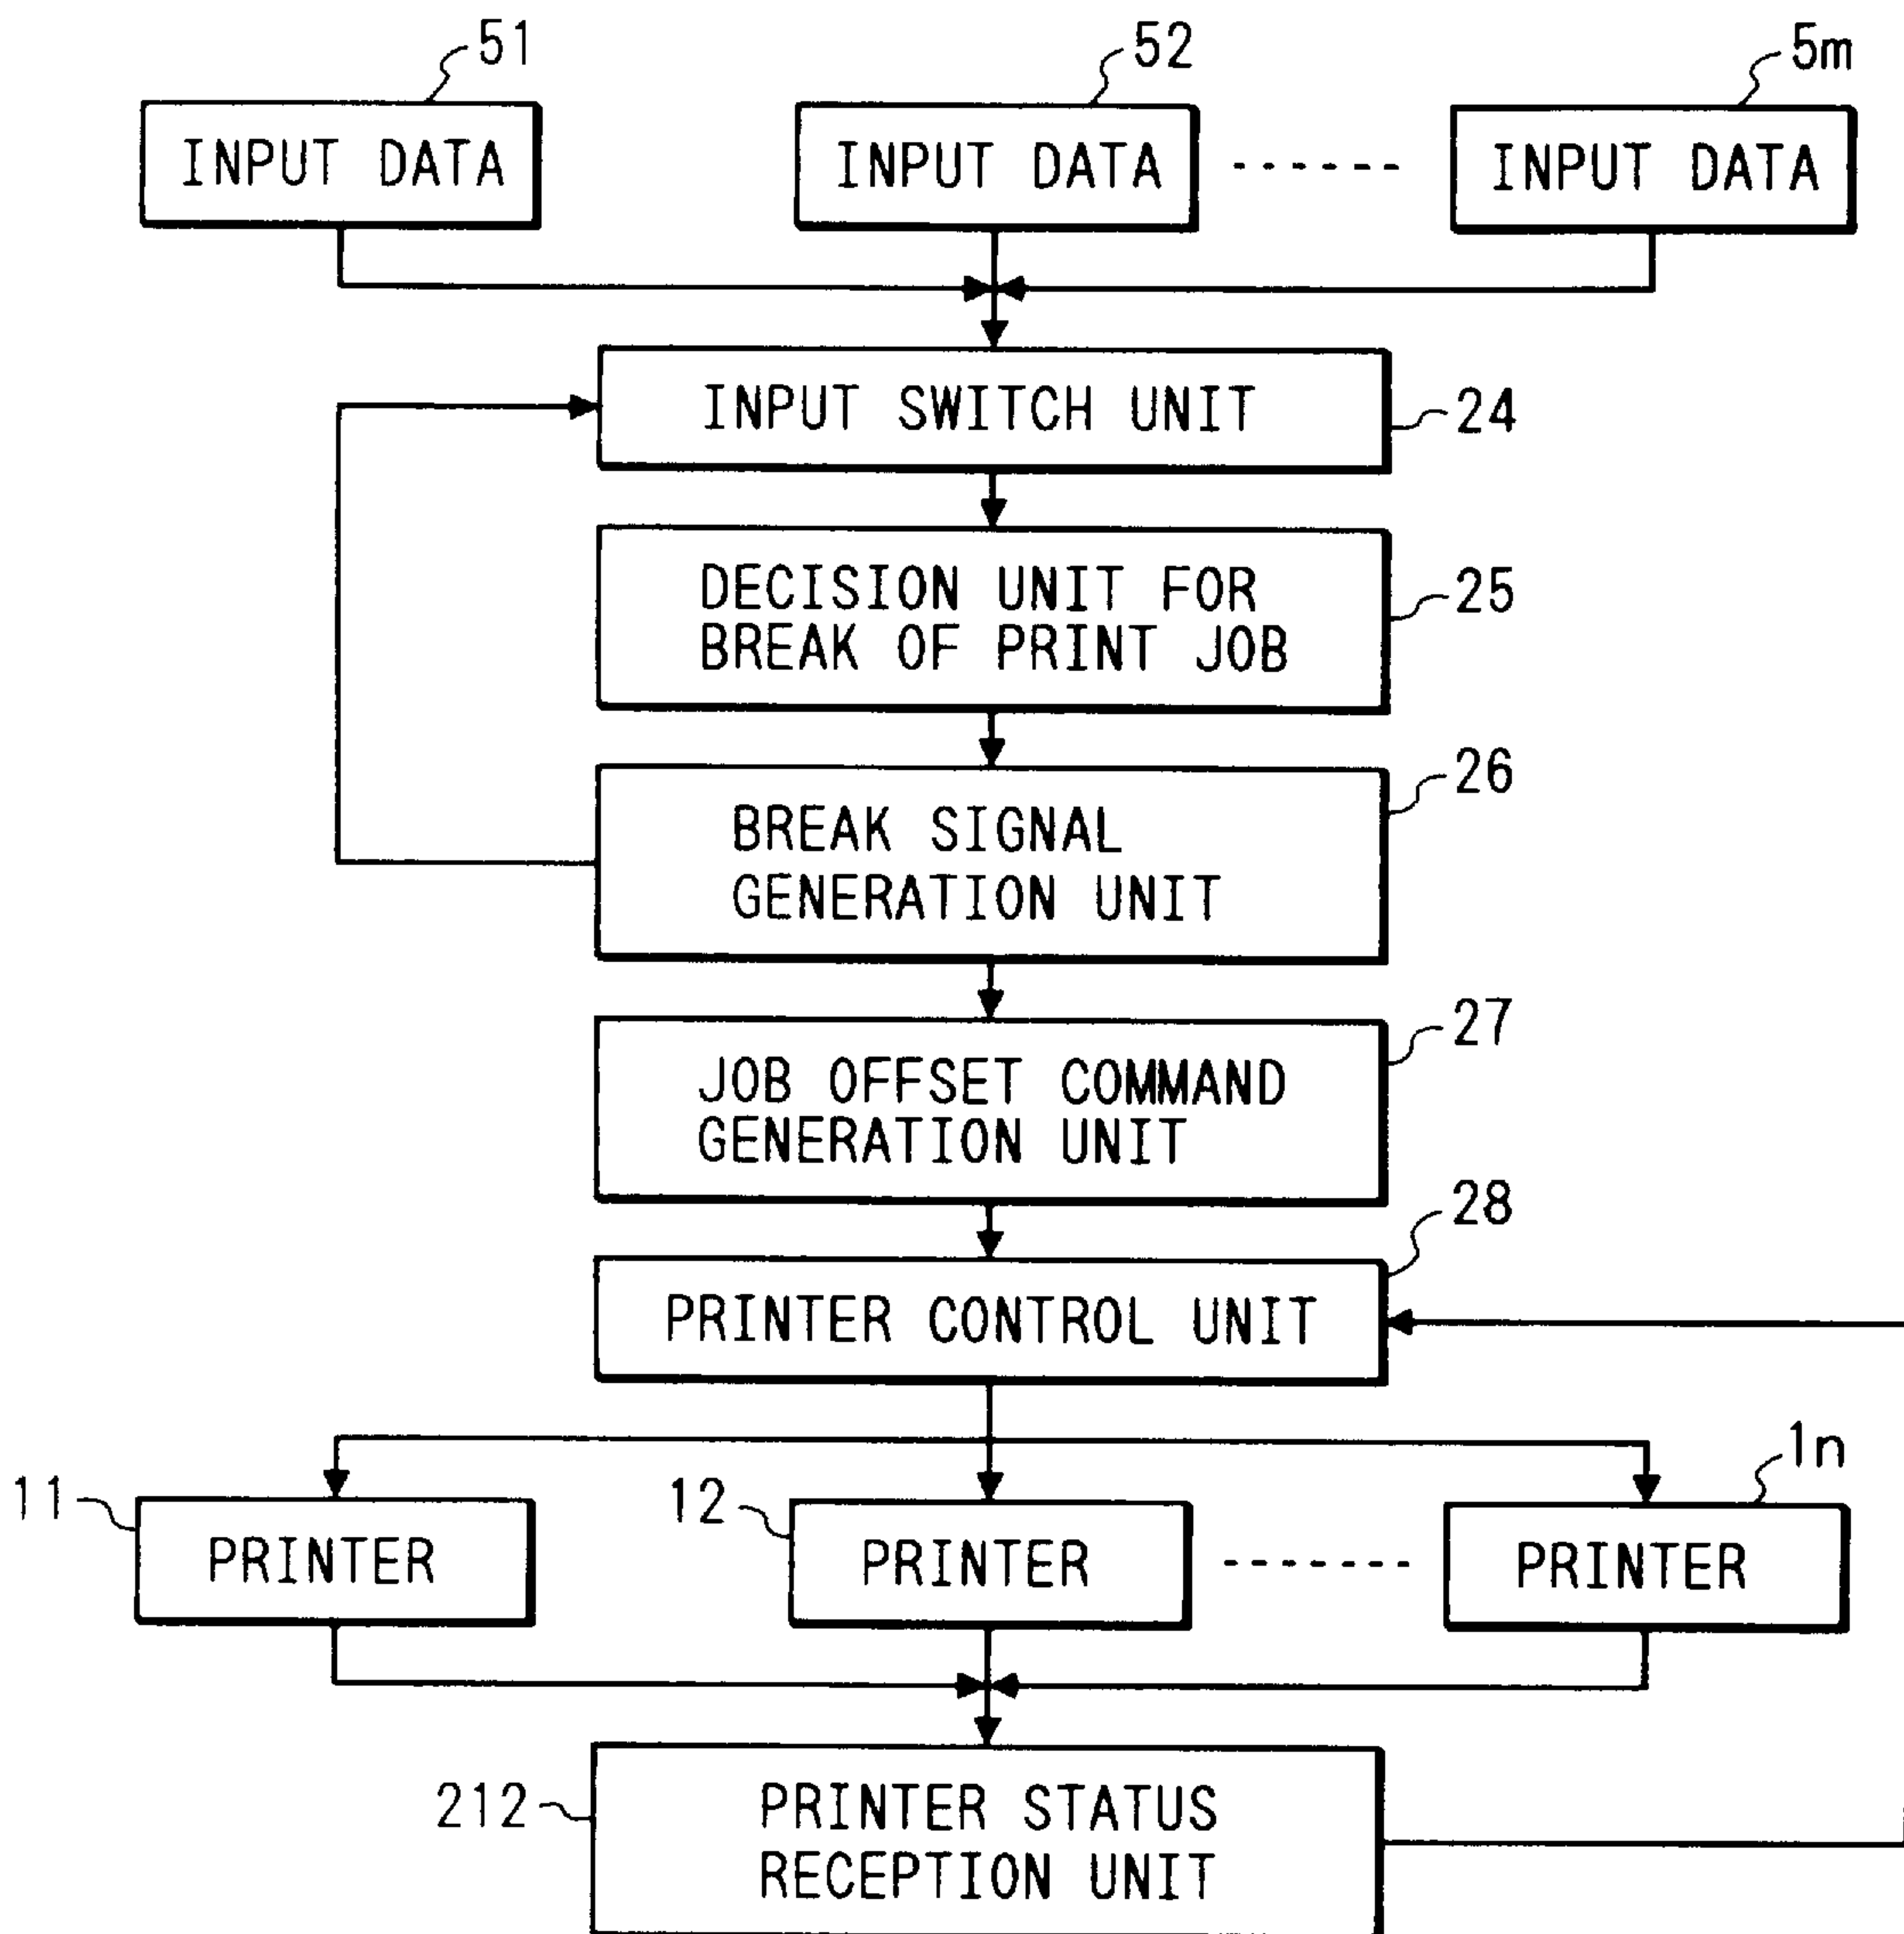 51
52
5m
INPUT DATA
INPUT DATA
INPUT DATA
INPUT SWITCH UNIT
24
DECISION UNIT FOR
BREAK OF PRINT JOB
25
26
BREAK SIGNAL
GENERATION UNIT
27
JOB OFFSET COMMAND
GENERATION UNIT
28
PRINTER CONTROL UNIT
11
12
1n
PRINTER
PRINTER
PRINTER
212
PRINTER STATUS
RECEPTION UNIT